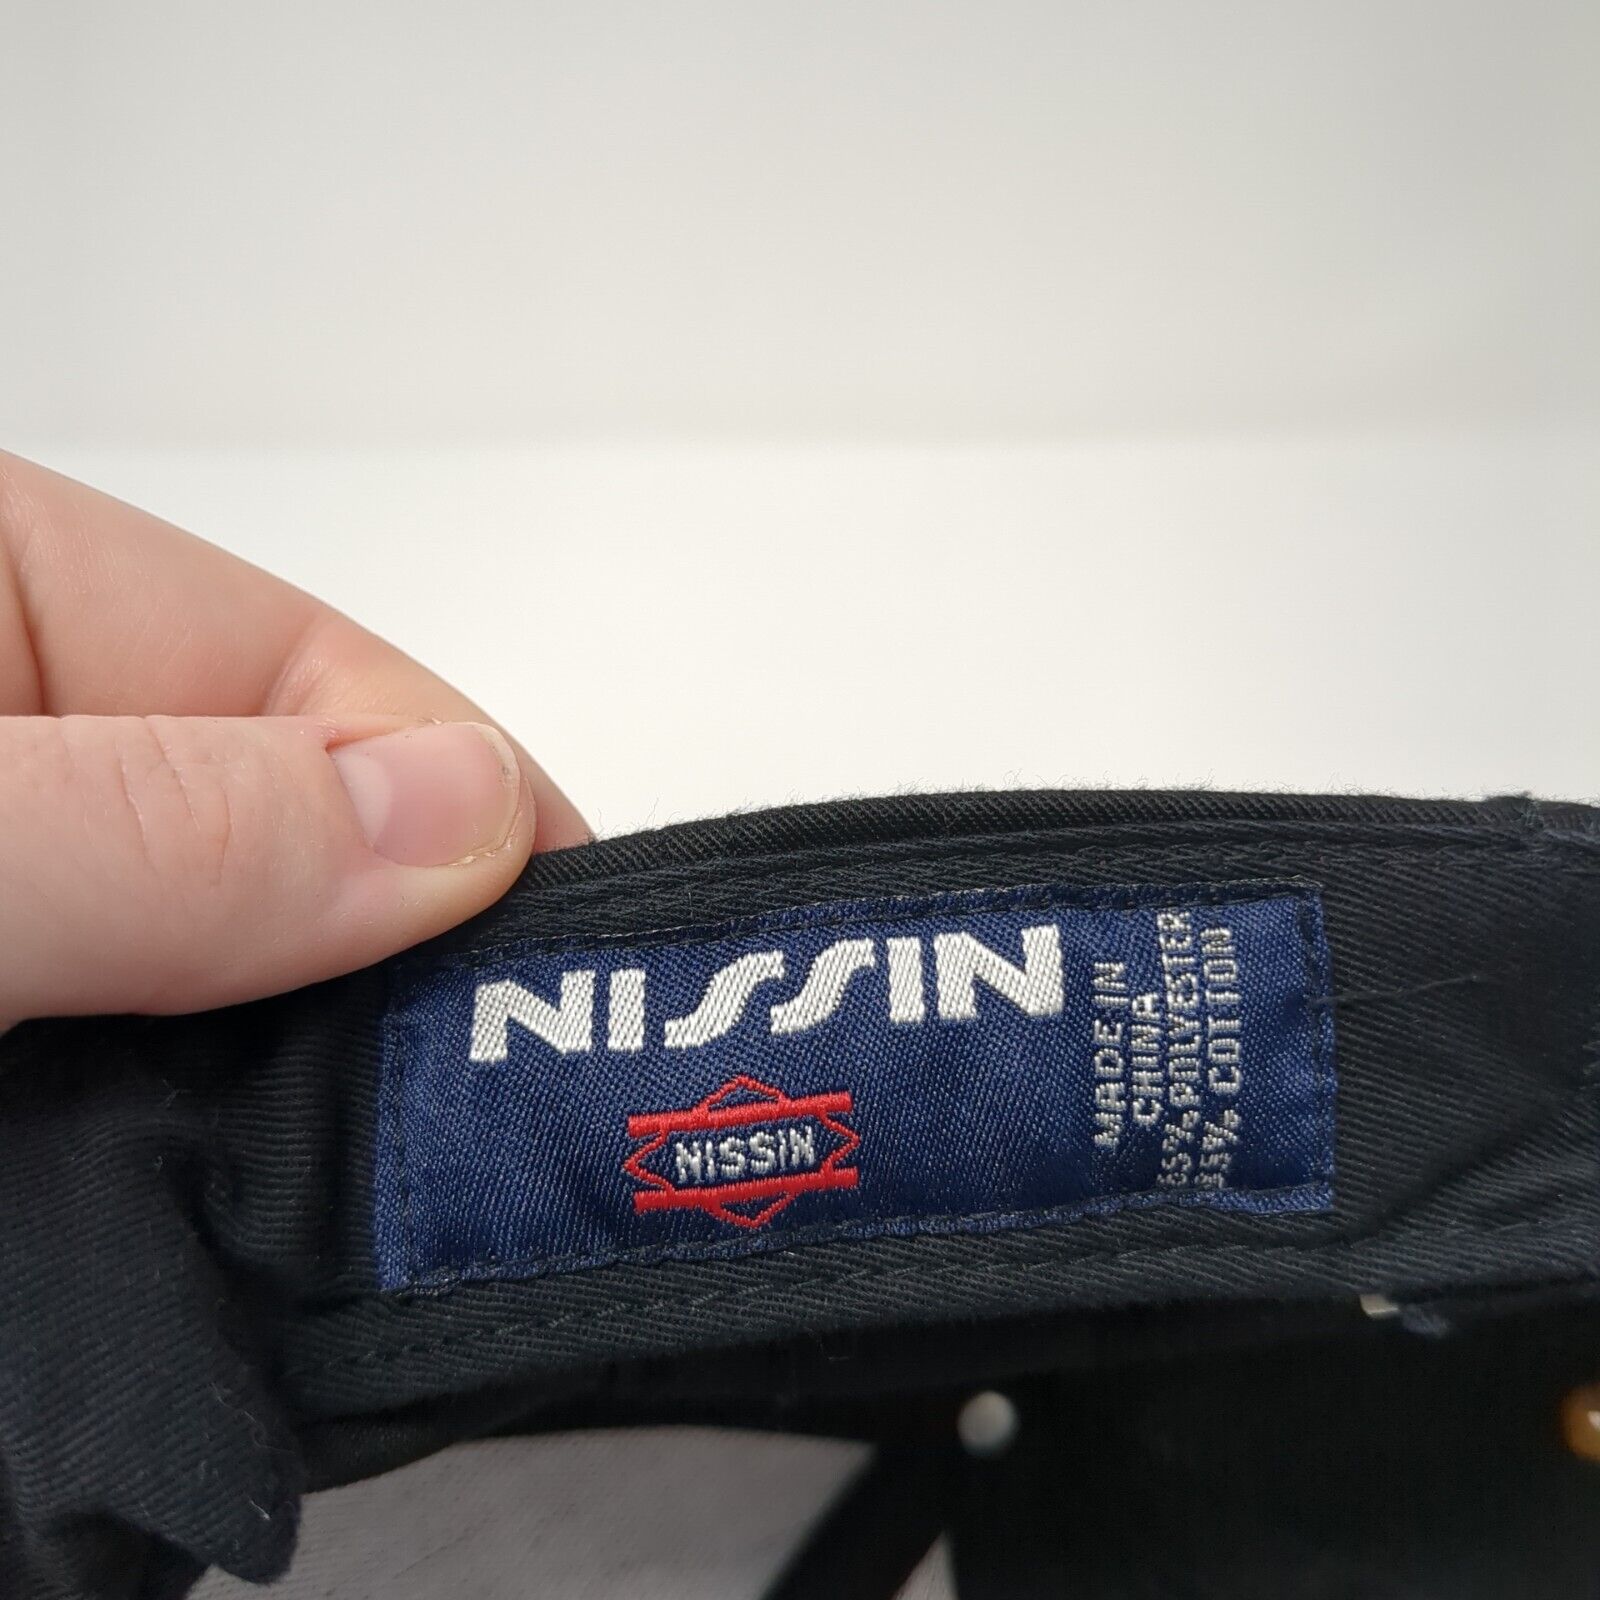 NISSIN
NISSIN
MADE IN
CHINA
65% POLYESTER
35% COTTON